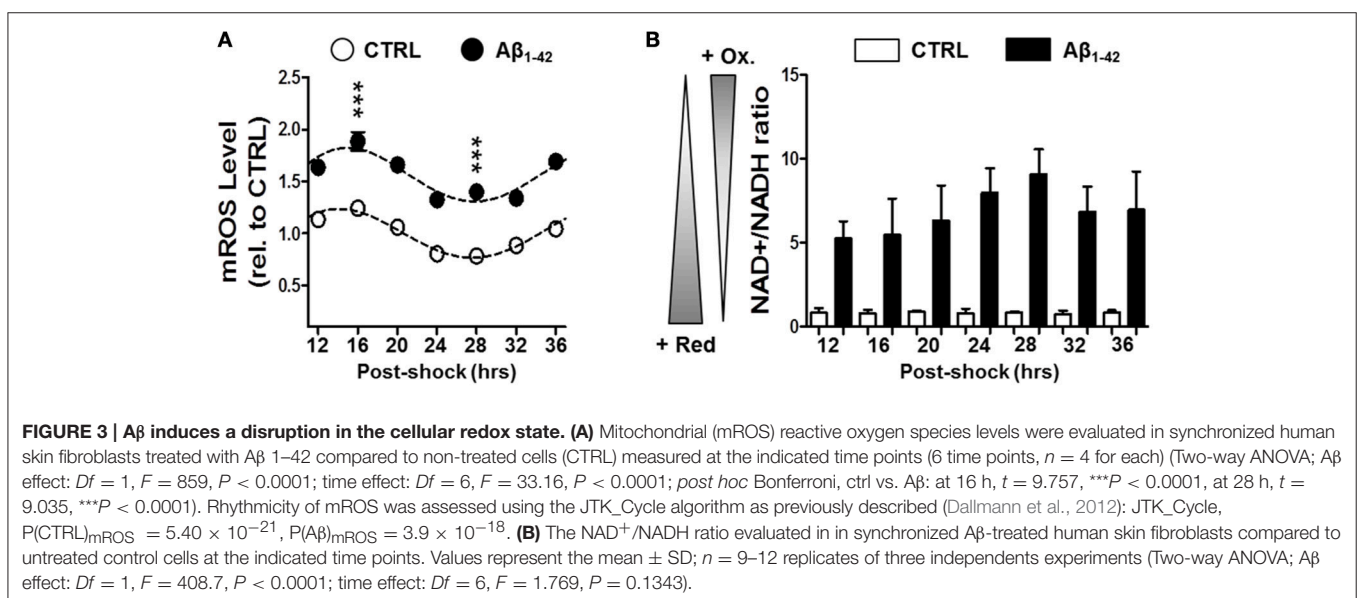 A
CTRL
Aβ1-42
mROS Level
(rel. to CTRL)
2.5
2.0
1.5
1.0
0.5
***
***
12 16 20 24 28 32 36
Post-shock (hrs)
B
+ Ox.
+ Red
CTRL
Aβ1-42
NAD+/NADH ratio
15
10
5
0
12 16 20 24 28 32 36
Post-shock (hrs)
FIGURE 3 | Aβ induces a disruption in the cellular redox state. (A) Mitochondrial (mROS) reactive oxygen species levels were evaluated in synchronized human
skin fibroblasts treated with Aβ 1–42 compared to non-treated cells (CTRL) measured at the indicated time points (6 time points, n = 4 for each) (Two-way ANOVA; Aβ
effect: Df = 1, F = 859, P < 0.0001; time effect: Df = 6, F = 33.16, P < 0.0001; post hoc Bonferroni, ctrl vs. Aβ: at 16 h, t = 9.757, ***P < 0.0001, at 28 h, t =
9.035, ***P < 0.0001). Rhythmicity of mROS was assessed using the JTK_Cycle algorithm as previously described (Dallmann et al., 2012): JTK_Cycle,
P(CTRL)mROS = 5.40 × 10−21, P(Aβ)mROS = 3.9 × 10−18. (B) The NAD+/NADH ratio evaluated in in synchronized Aβ-treated human skin fibroblasts compared to
untreated control cells at the indicated time points. Values represent the mean ± SD; n = 9–12 replicates of three independents experiments (Two-way ANOVA; Aβ
effect: Df = 1, F = 408.7, P < 0.0001; time effect: Df = 6, F = 1.769, P = 0.1343).